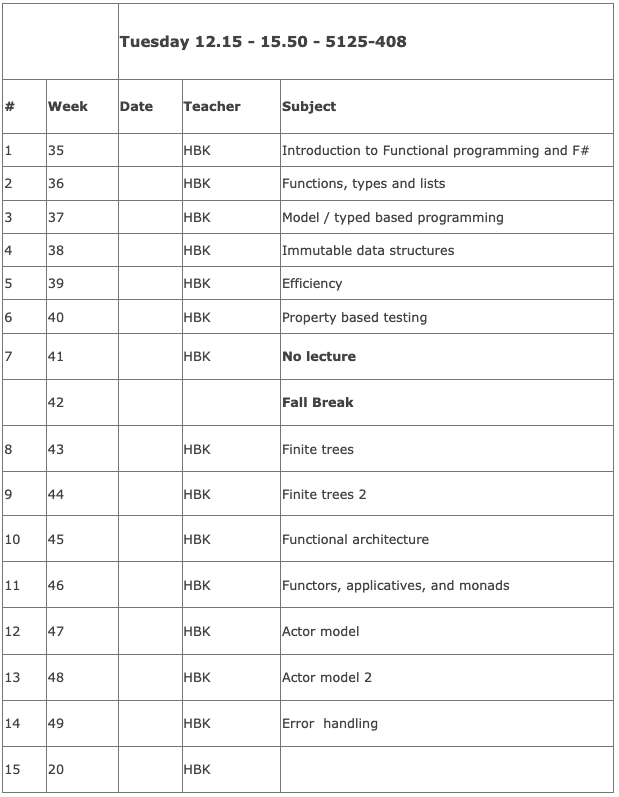 Tuesday 12.15 - 15.50 - 5125-408
# Week Date Teacher Subject
1 35 HBK Introduction to Functional programming and F#
2 36 HBK Functions, types and lists
3 37 HBK Model / typed based programming
4 38 HBK Immutable data structures
5 39 HBK Efficiency
6 40 HBK Property based testing
7 41 HBK No lecture
42 Fall Break
8 43 HBK Finite trees
9 44 HBK Finite trees 2
10 45 HBK Functional architecture
11 46 HBK Functors, applicatives, and monads
12 47 HBK Actor model
13 48 HBK Actor model 2
14 49 HBK Error  handling
15 20 HBK